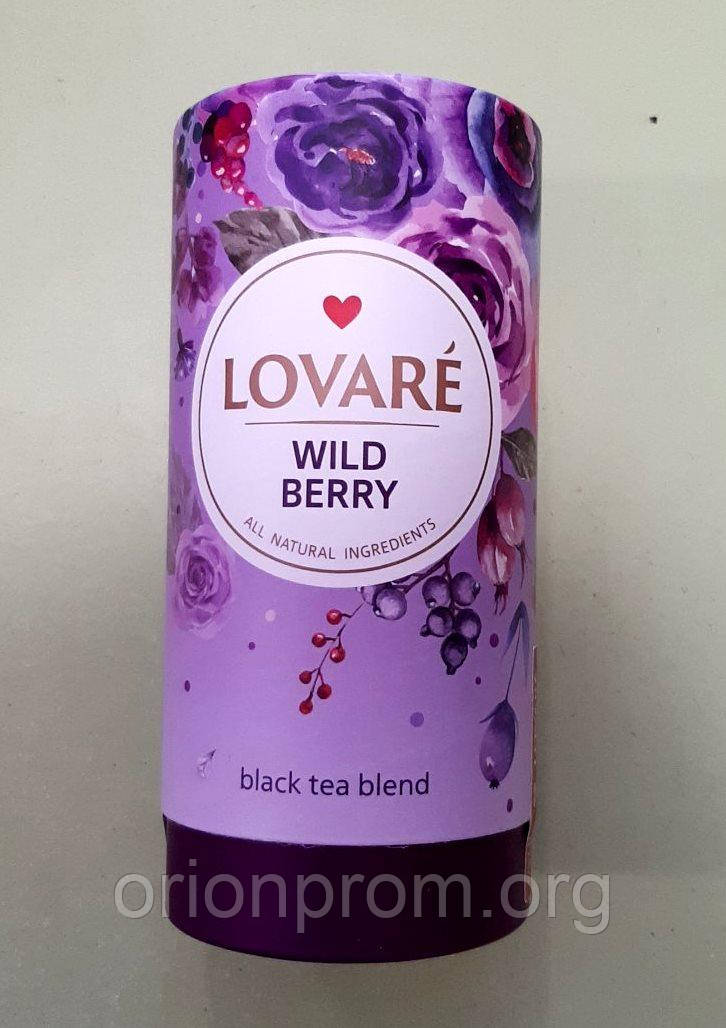 LOVARÉ
WILD
BERRY
ALL NATURAL INGREDIENTS
black tea blend
orionprom.org